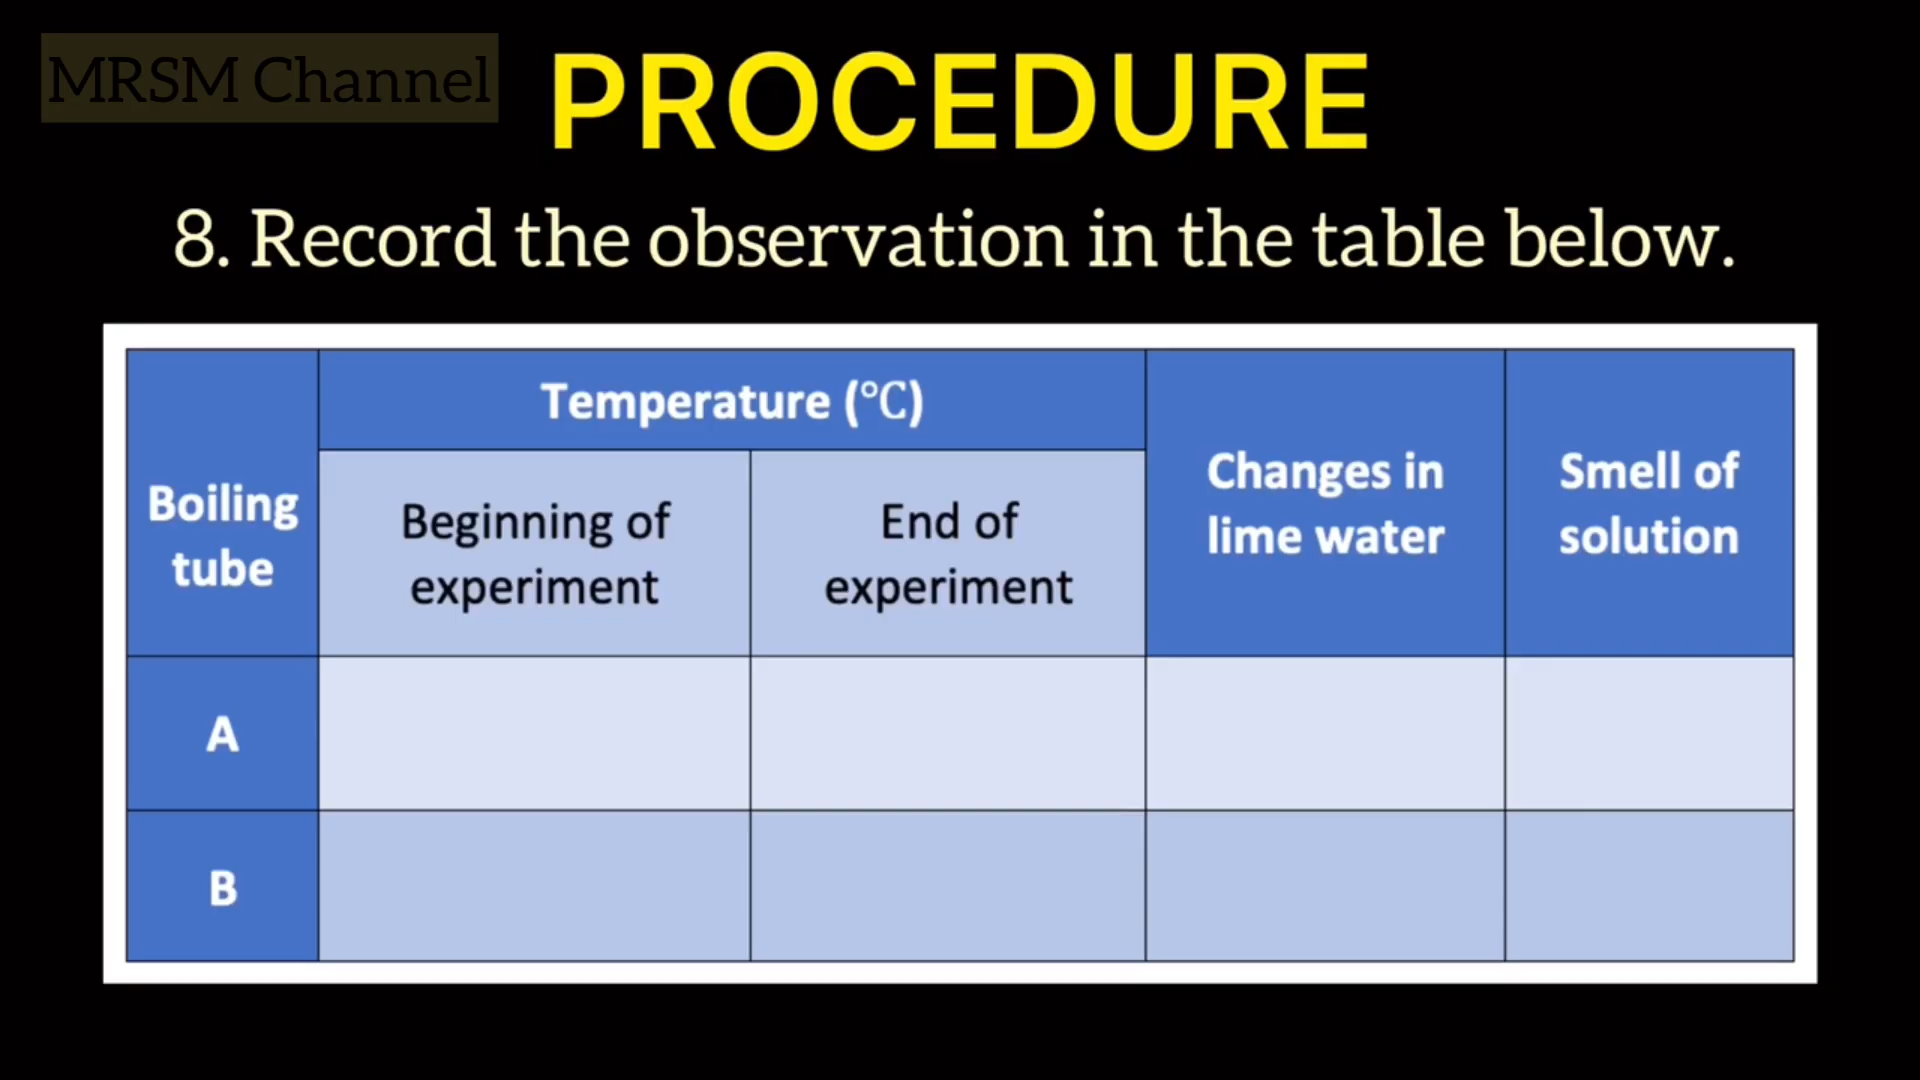 MRSM Channel
PROCEDURE
8. Record the observation in the table below.
Boiling
tube
Temperature (°C)
Beginning of
experiment
End of
experiment
Changes in
lime water
Smell of
solution
A
B